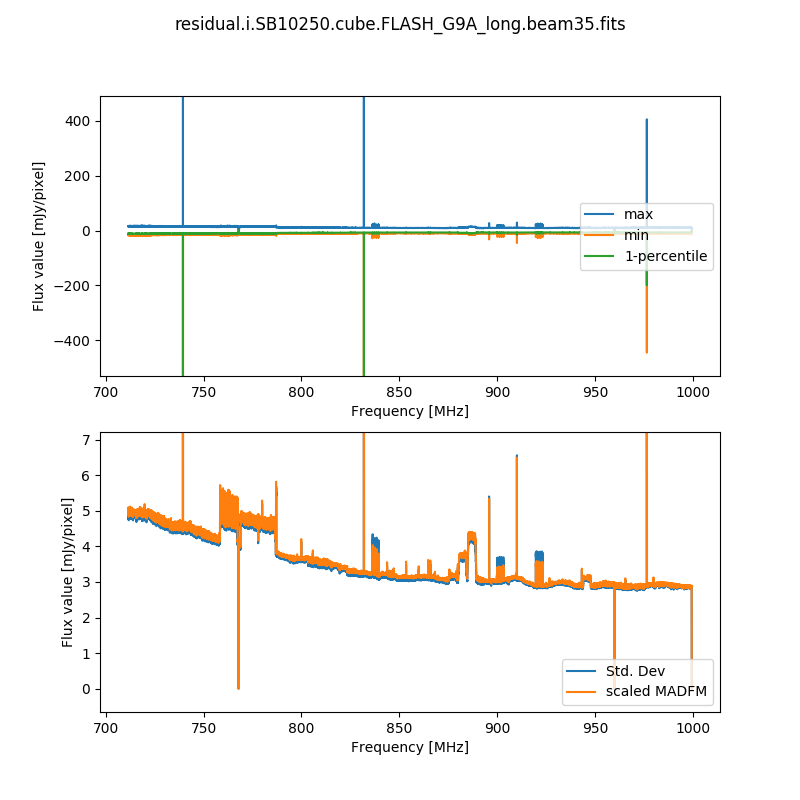 residual.i.SB10250.cube.FLASH_G9A_long.beam35.fits
400
200
0
−200
−400
Flux value [mJy/pixel]
max
min
1-percentile
700 750 800 850 900 950 1000
Frequency [MHz]
7
6
5
4
3
2
1
0
Flux value [mJy/pixel]
Std. Dev
scaled MADFM
700 750 800 850 900 950 1000
Frequency [MHz]